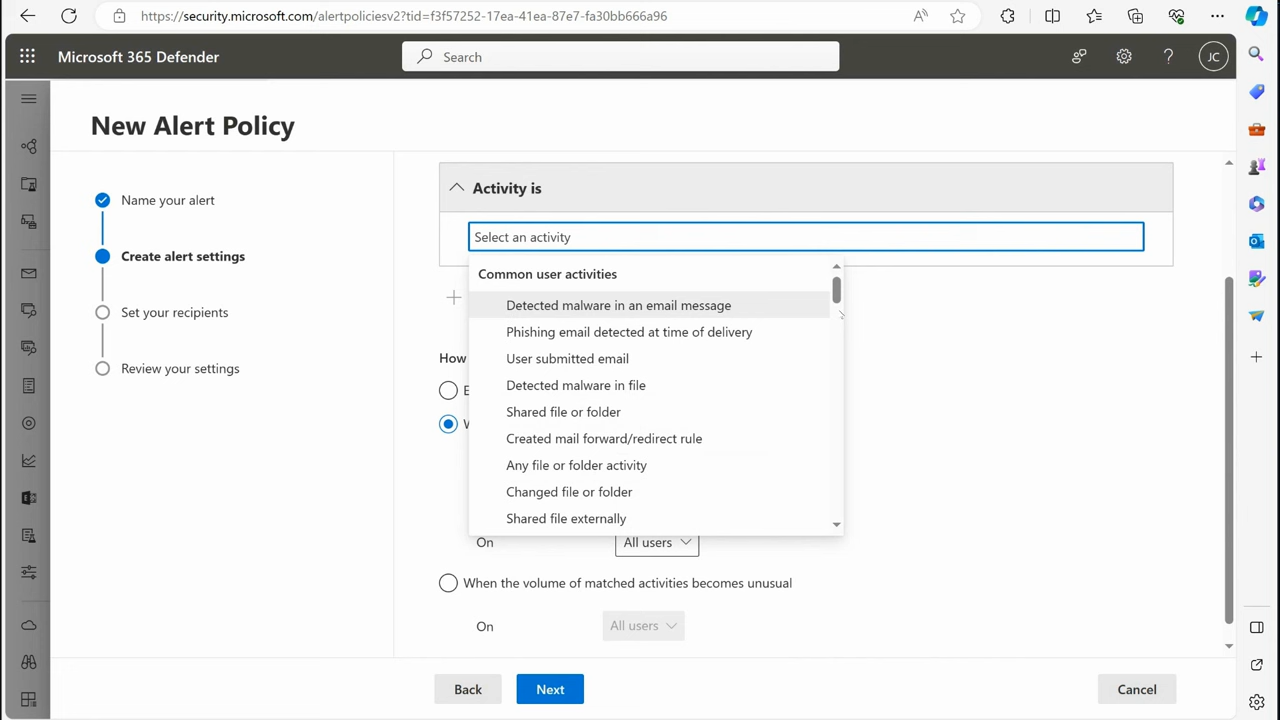 https://security.microsoft.com/alertpoliciesv2?tid=f3f57252-17ea-41ea-87e7-fa30bb666a96
Microsoft 365 Defender
Search
JC
New Alert Policy
Name your alert
Create alert settings
Set your recipients
Review your settings
Activity is
Select an activity
Common user activities
Detected malware in an email message
Phishing email detected at time of delivery
User submitted email
Detected malware in file
Shared file or folder
Created mail forward/redirect rule
Any file or folder activity
Changed file or folder
Shared file externally
How
On
All users
When the volume of matched activities becomes unusual
On
All users
Back
Next
Cancel